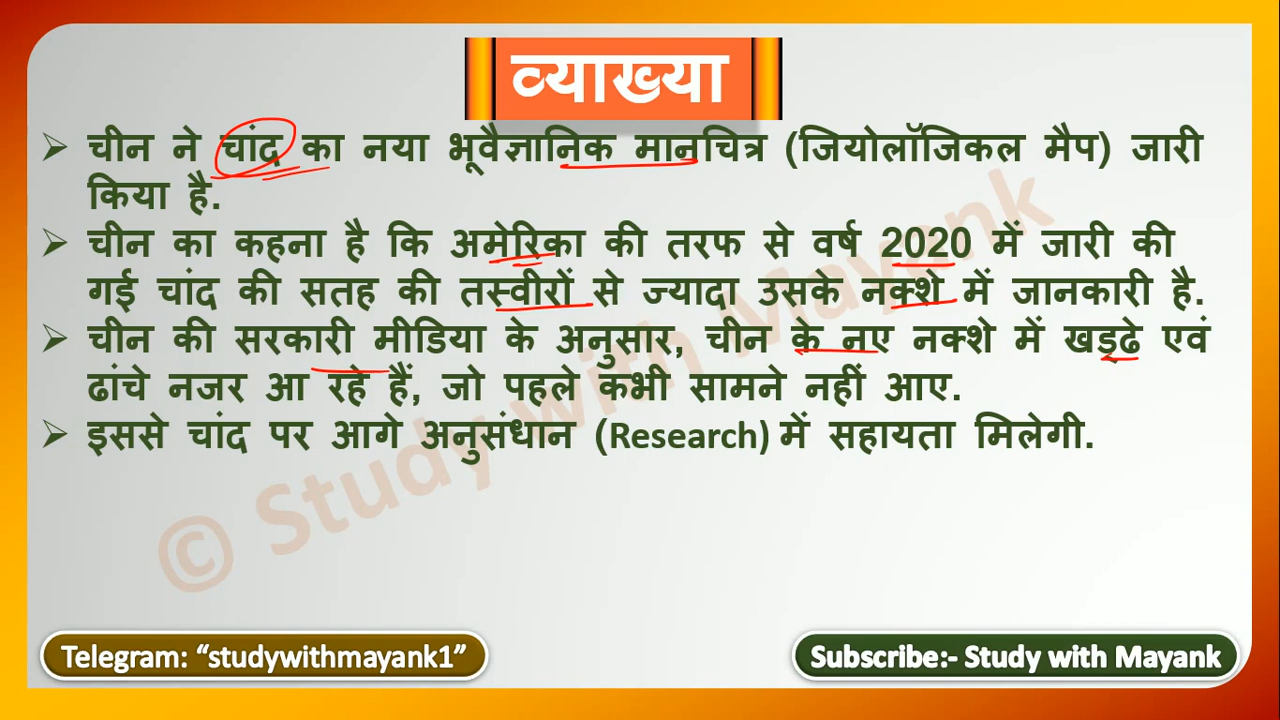 व्याख्या
➢ चीन ने चांद का नया भूवैज्ञानिक मानचित्र (जियोलॉजिकल मैप) जारी
किया है.
➢ चीन का कहना है कि अमेरिका की तरफ से वर्ष 2020 में जारी की
गई चांद की सतह की तस्वीरों से ज्यादा उसके नक्शे में जानकारी है.
➢ चीन की सरकारी मीडिया के अनुसार, चीन के नए नक्शे में खड्ढे एवं
ढांचे नजर आ रहे हैं, जो पहले कभी सामने नहीं आए.
➢ इससे चांद पर आगे अनुसंधान (Research) में सहायता मिलेगी.
© Study with Mayank
Telegram: “studywithmayank1”
Subscribe:- Study with Mayank